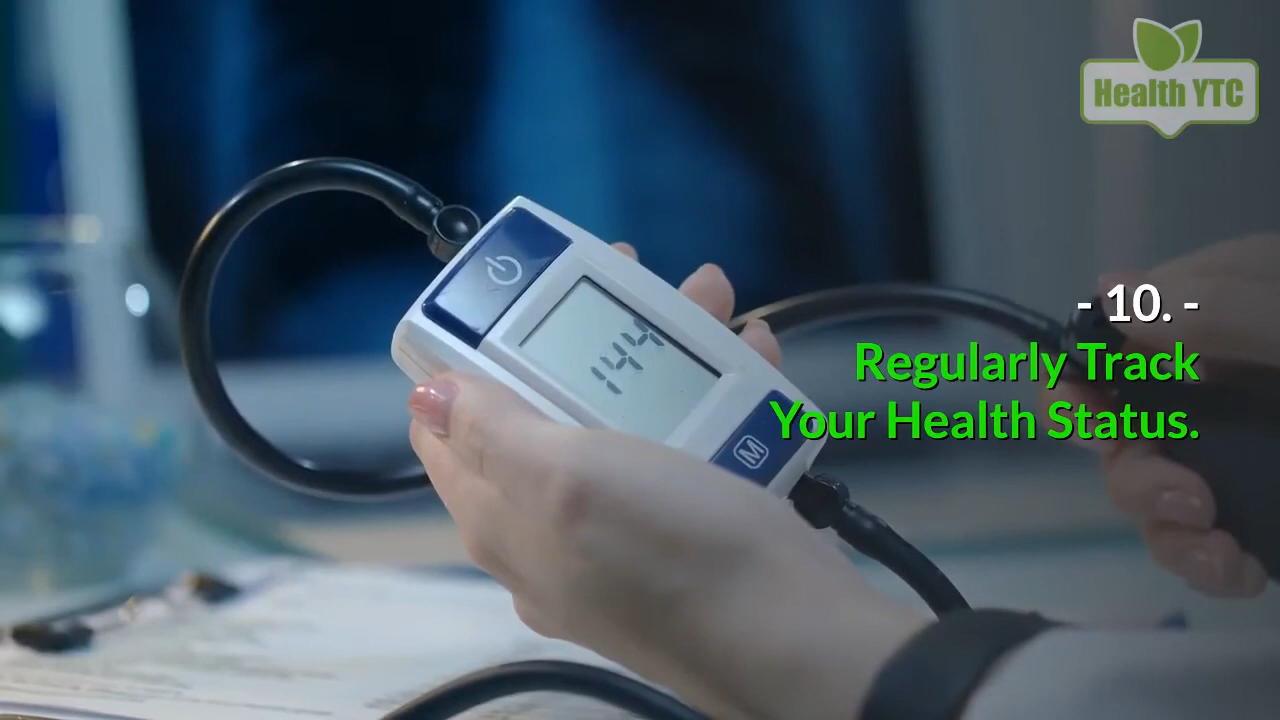 Health YTC
- 10. -
Regularly Track
Your Health Status.
144
M